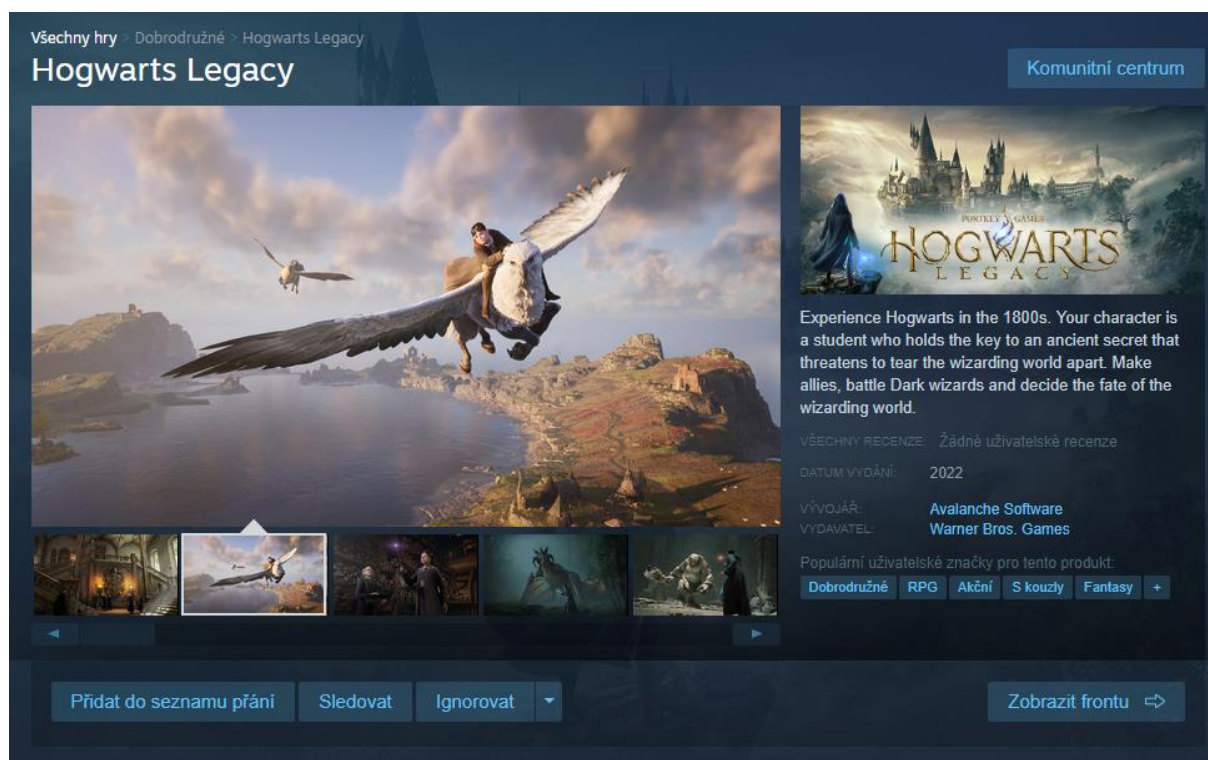 Všechny hry > Dobrodružné > Hogwarts Legacy
Hogwarts Legacy
Komunitní centrum
PORTKEY GAMES
HOGWARTS
LEGACY
Experience Hogwarts in the 1800s. Your character is
a student who holds the key to an ancient secret that
threatens to tear the wizarding world apart. Make
allies, battle Dark wizards and decide the fate of the
wizarding world.
VŠECHNY RECENZE: Žádné uživatelské recenze
DATUM VYDÁNÍ: 2022
VÝVOJÁŘ: Avalanche Software
VYDAVATEL: Warner Bros. Games
Populární uživatelské značky pro tento produkt:
Dobrodružné RPG Akční S kouzly Fantasy +
Přidat do seznamu přání Sledovat Ignorovat Zobrazit frontu